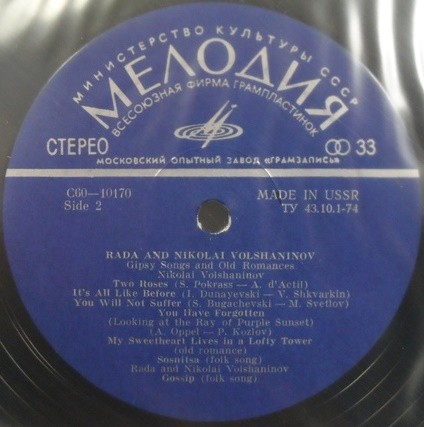 МИНИСТЕРСТВО КУЛЬТУРЫ СССР
МЕЛОДИЯ
ВСЕСОЮЗНАЯ ФИРМА ГРАМПЛАСТИНОК
СТЕРЕО
33
МОСКОВСКИЙ ОПЫТНЫЙ ЗАВОД «ГРАМЗАПИСЬ»
С60—10170
MADE IN USSR
Side 2
ТУ 43.10.1-74
RADA AND NIKOLAI VOLSHANINOV
Gipsy Songs and Old Romances
Nikolai Volshaninov
Two Roses (S. Pokrass — A. d'Actil)
It's All Like Before (I. Dunayevski — V. Shkvarkin)
You Will Not Suffer (S. Bugachevski — M. Svetlov)
You Have Forgotten
(Looking at the Ray of Purple Sunset)
(A. Oppel — P. Kozlov)
My Sweetheart Lives in a Lofty Tower
(old romance)
Sosnitsa (folk song)
Rada and Nikolai Volshaninov
Gossip (folk song)